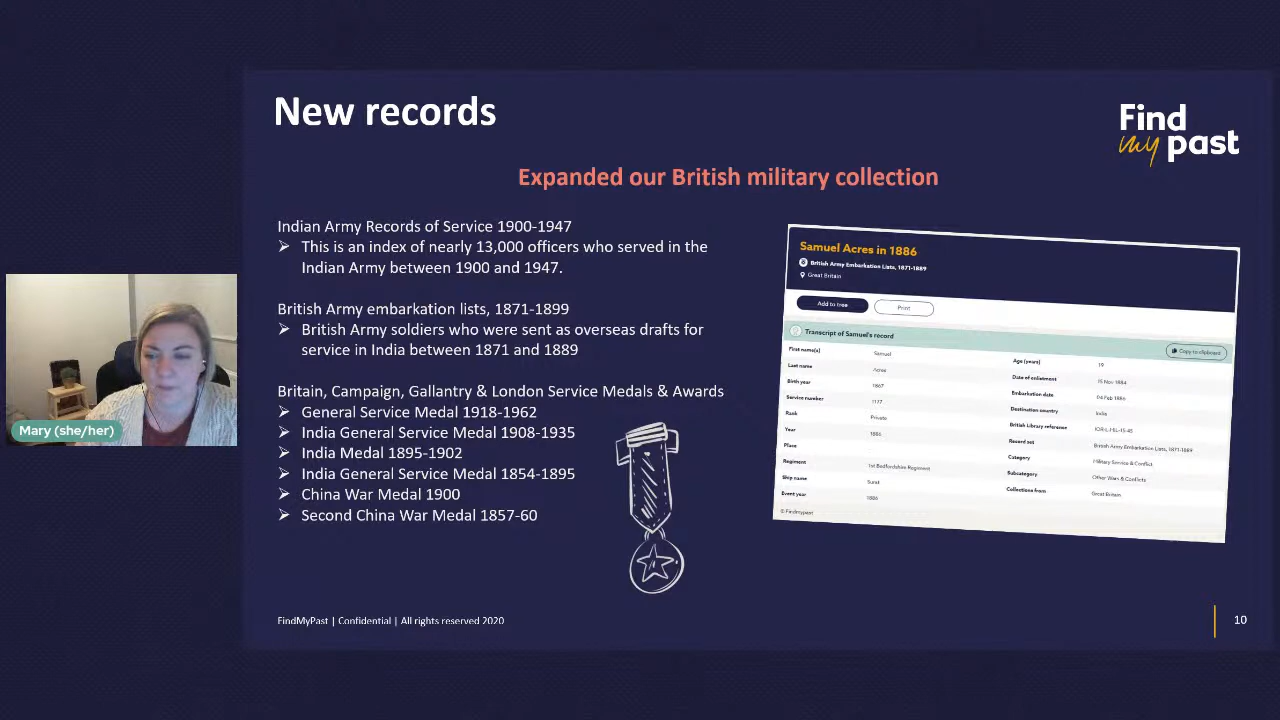 New records
Find
my past
Expanded our British military collection
Indian Army Records of Service 1900-1947
➢ This is an index of nearly 13,000 officers who served in the
Indian Army between 1900 and 1947.
British Army embarkation lists, 1871-1899
➢ British Army soldiers who were sent as overseas drafts for
service in India between 1871 and 1889
Britain, Campaign, Gallantry & London Service Medals & Awards
➢ General Service Medal 1918-1962
➢ India General Service Medal 1908-1935
➢ India Medal 1895-1902
➢ India General Service Medal 1854-1895
➢ China War Medal 1900
➢ Second China War Medal 1857-60
Samuel Acres in 1886
British Army Embarkation Lists, 1871-1889
Great Britain
Add to tree Print
Transcript of Samuel's record
Copy to clipboard
First name(s) Samuel
Last name Acres
Birth year 1867
Service number 1177
Rank Private
Year 1886
Place
Regiment 1st Bedfordshire Regiment
Ship name Surat
Event year 1886
Age (years) 19
Date of enlistment 15 Nov 1884
Embarkation date 04 Feb 1886
Destination country India
British Library reference IOR-L-MIL-15-45
Record set British Army Embarkation Lists, 1871-1889
Category Military Service & Conflict
Subcategory Other Wars & Conflicts
Collections from Great Britain
© Findmypast
Mary (she/her)
FindMyPast | Confidential | All rights reserved 2020
10